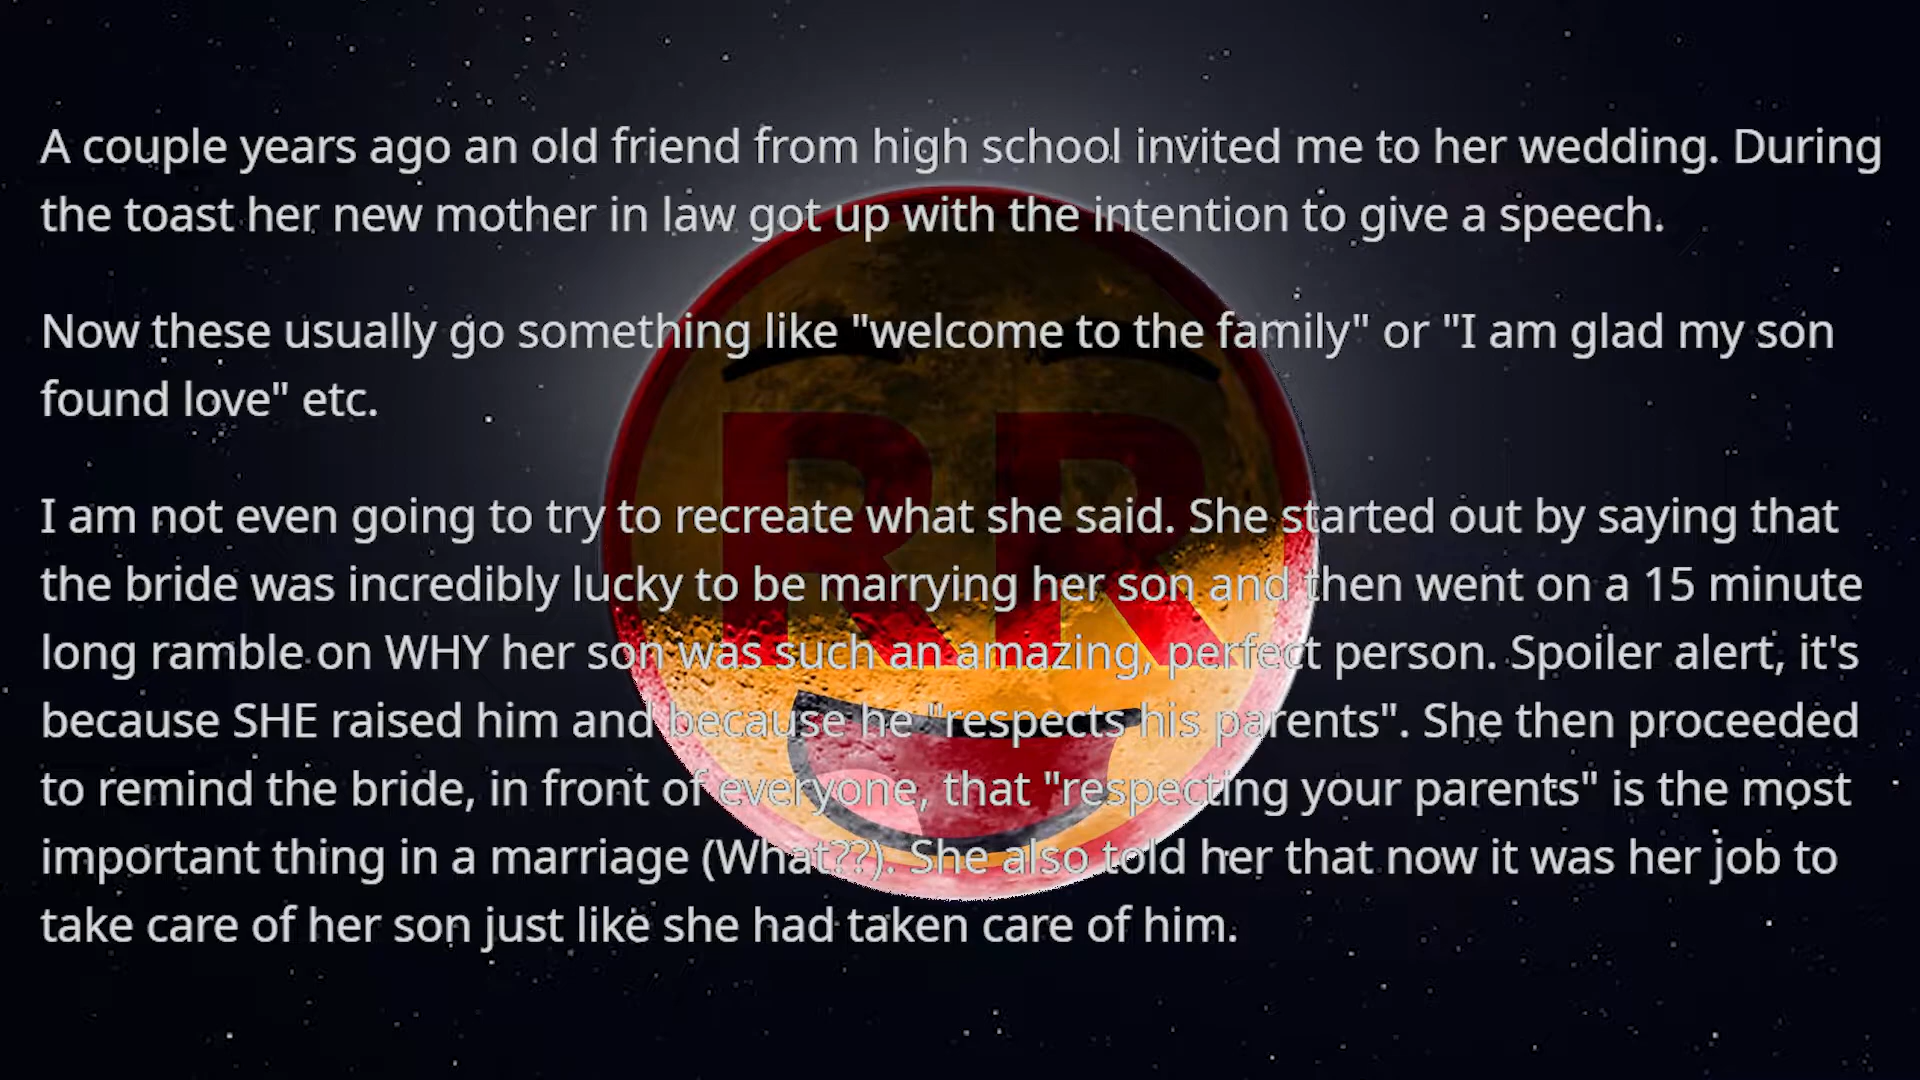 A couple years ago an old friend from high school invited me to her wedding. During
the toast her new mother in law got up with the intention to give a speech.
Now these usually go something like "welcome to the family" or "I am glad my son
found love" etc.
RR
I am not even going to try to recreate what she said. She started out by saying that
the bride was incredibly lucky to be marrying her son and then went on a 15 minute
long ramble on WHY her son was such an amazing, perfect person. Spoiler alert, it's
because SHE raised him and because he "respects his parents". She then proceeded
to remind the bride, in front of everyone, that "respecting your parents" is the most
important thing in a marriage (What??). She also told her that now it was her job to
take care of her son just like she had taken care of him.